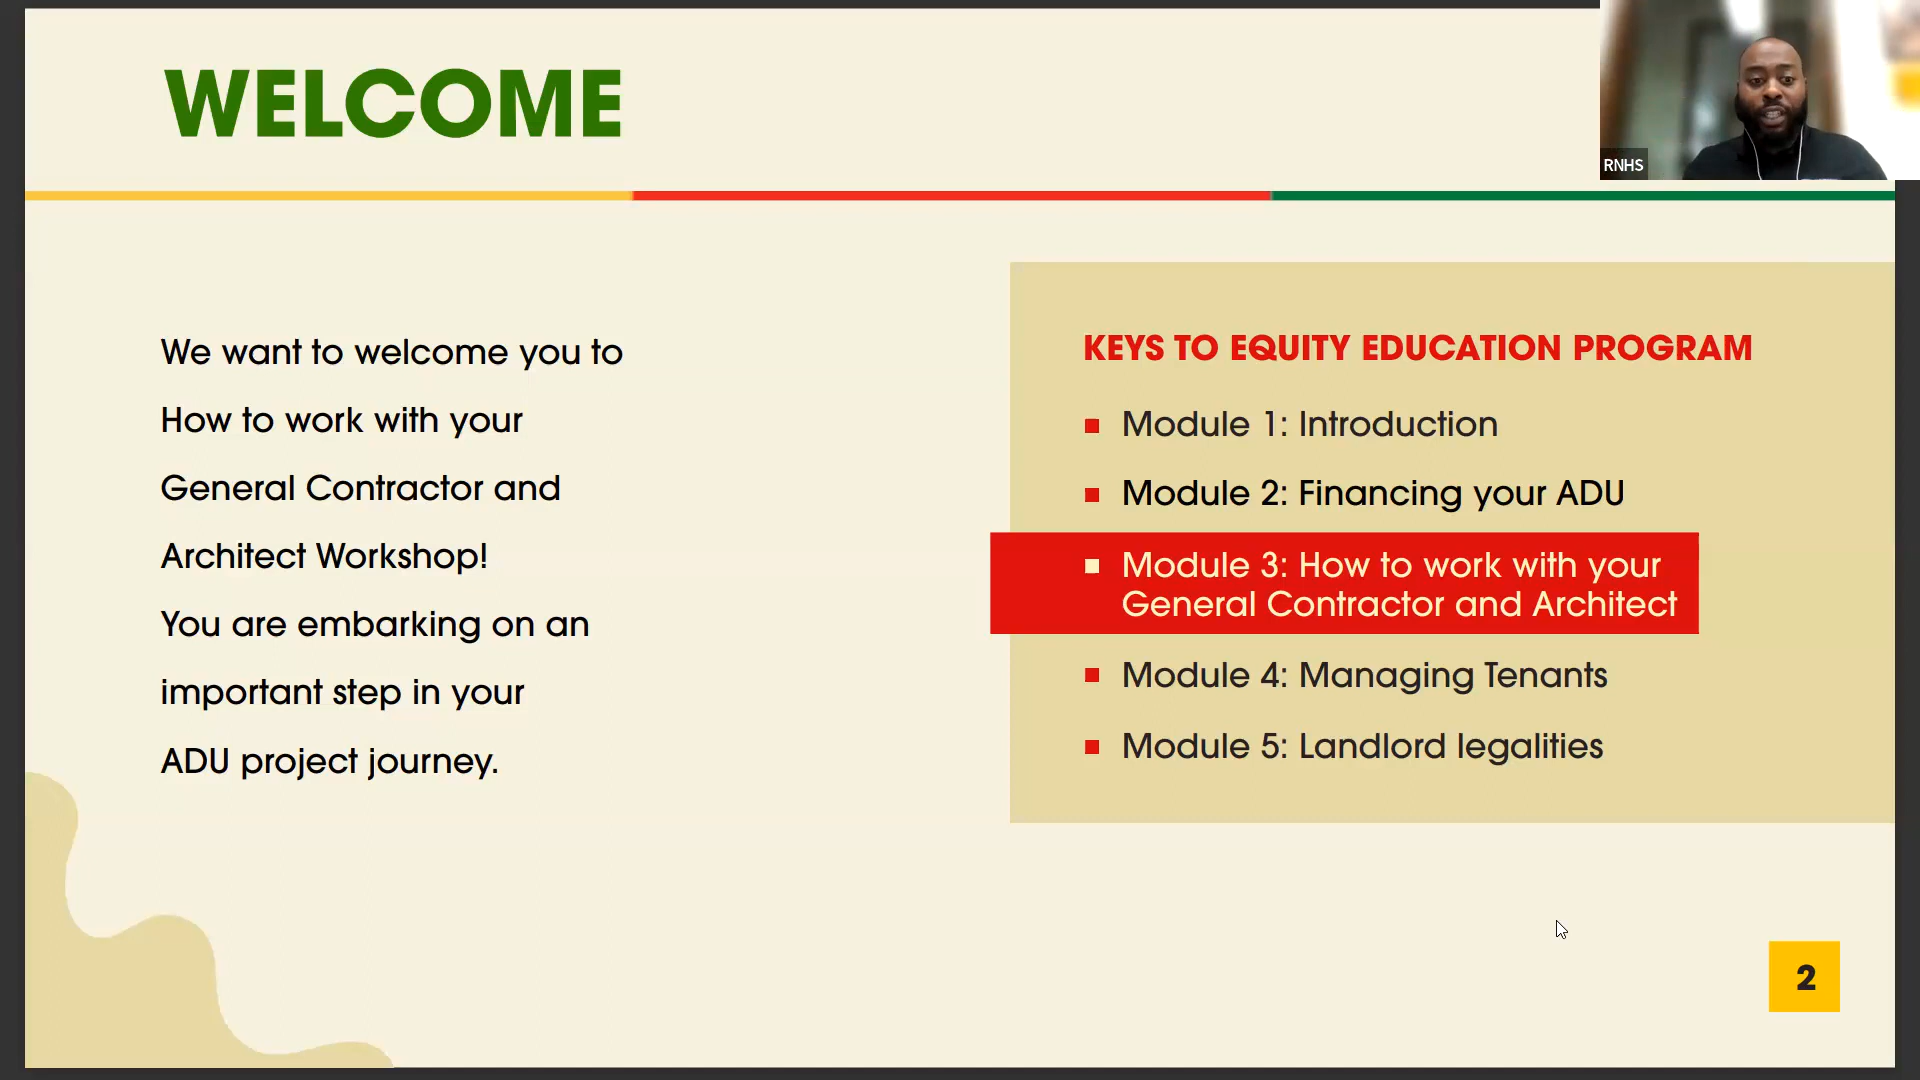 WELCOME
RNHS
We want to welcome you to
How to work with your
General Contractor and
Architect Workshop!
You are embarking on an
important step in your
ADU project journey.
KEYS TO EQUITY EDUCATION PROGRAM
Module 1: Introduction
Module 2: Financing your ADU
Module 3: How to work with your
General Contractor and Architect
Module 4: Managing Tenants
Module 5: Landlord legalities
2